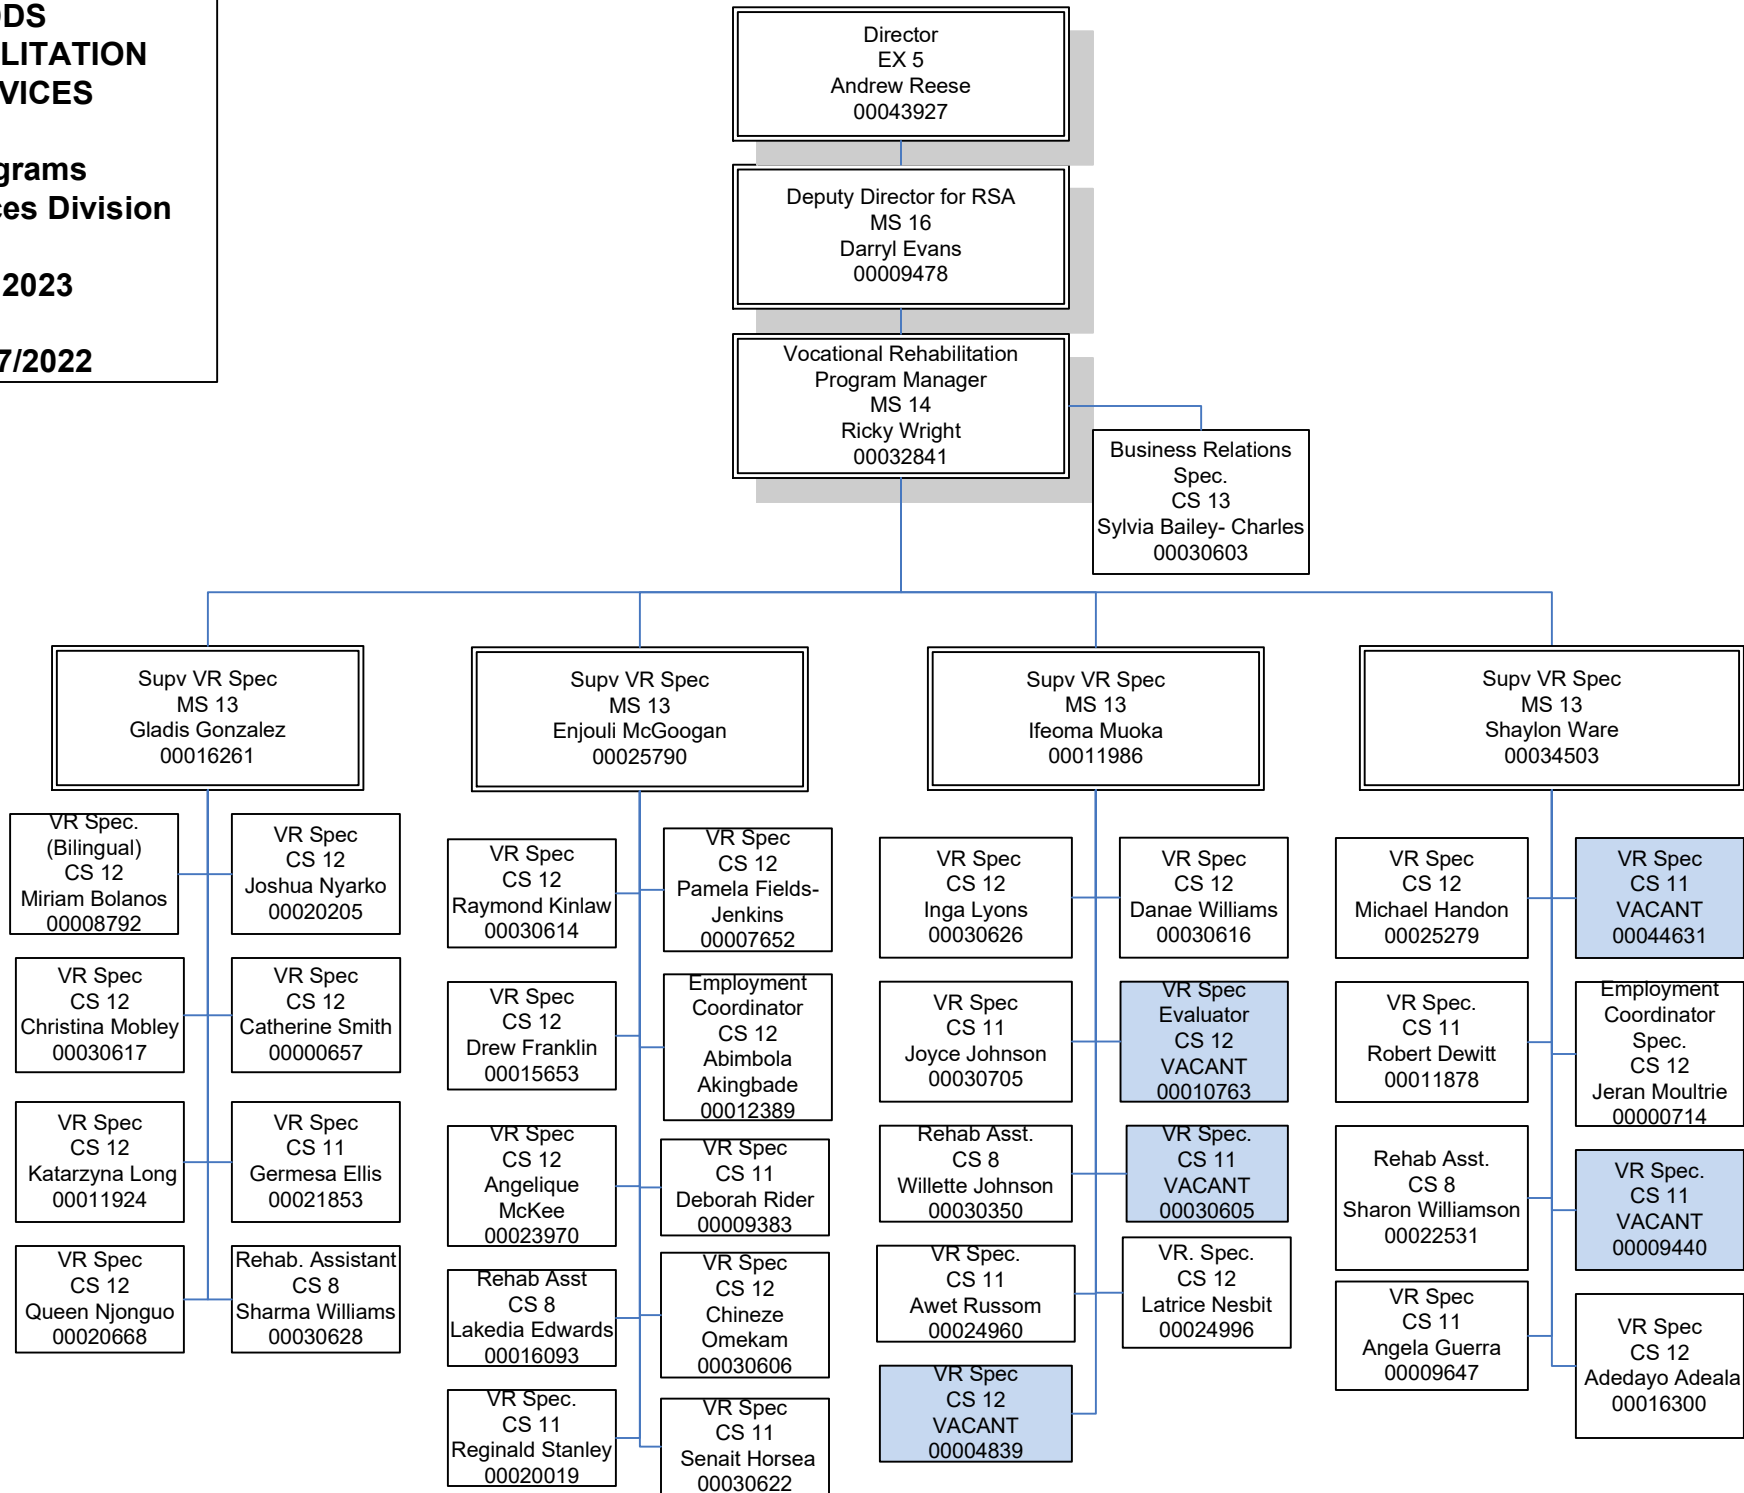 ODS
ILITATION
VICES
grams
ces Division
2023
7/2022
Director
EX 5
Andrew Reese
00043927
Deputy Director for RSA
MS 16
Darryl Evans
00009478
Vocational Rehabilitation
Program Manager
MS 14
Ricky Wright
00032841
Business Relations
Spec.
CS 13
Sylvia Bailey- Charles
00030603
Supv VR Spec
MS 13
Gladis Gonzalez
00016261
VR Spec.
(Bilingual)
CS 12
Miriam Bolanos
00008792
VR Spec
CS 12
Joshua Nyarko
00020205
VR Spec
CS 12
Christina Mobley
00030617
VR Spec
CS 12
Catherine Smith
00000657
VR Spec
CS 12
Katarzyna Long
00011924
VR Spec
CS 11
Germesa Ellis
00021853
VR Spec
CS 12
Queen Njonguo
00020668
Rehab. Assistant
CS 8
Sharma Williams
00030628
Supv VR Spec
MS 13
Enjouli McGoogan
00025790
VR Spec
CS 12
Raymond Kinlaw
00030614
VR Spec
CS 12
Pamela Fields-
Jenkins
00007652
VR Spec
CS 12
Drew Franklin
00015653
Employment
Coordinator
CS 12
Abimbola
Akingbade
00012389
VR Spec
CS 12
Angelique
McKee
00023970
VR Spec
CS 11
Deborah Rider
00009383
Rehab Asst
CS 8
Lakedia Edwards
00016093
VR Spec
CS 12
Chineze
Omekam
00030606
VR Spec.
CS 11
Reginald Stanley
00020019
VR Spec
CS 11
Senait Horsea
00030622
Supv VR Spec
MS 13
Ifeoma Muoka
00011986
VR Spec
CS 12
Inga Lyons
00030626
VR Spec
CS 12
Danae Williams
00030616
VR Spec
CS 11
Joyce Johnson
00030705
VR Spec
Evaluator
CS 12
VACANT
00010763
Rehab Asst.
CS 8
Willette Johnson
00030350
VR Spec.
CS 11
VACANT
00030605
VR Spec.
CS 11
Awet Russom
00024960
VR. Spec.
CS 12
Latrice Nesbit
00024996
VR Spec
CS 12
VACANT
00004839
Supv VR Spec
MS 13
Shaylon Ware
00034503
VR Spec
CS 12
Michael Handon
00025279
VR Spec
CS 11
VACANT
00044631
VR Spec.
CS 11
Robert Dewitt
00011878
Employment
Coordinator
Spec.
CS 12
Jeran Moultrie
00000714
Rehab Asst.
CS 8
Sharon Williamson
00022531
VR Spec.
CS 11
VACANT
00009440
VR Spec
CS 11
Angela Guerra
00009647
VR Spec
CS 12
Adedayo Adeala
00016300